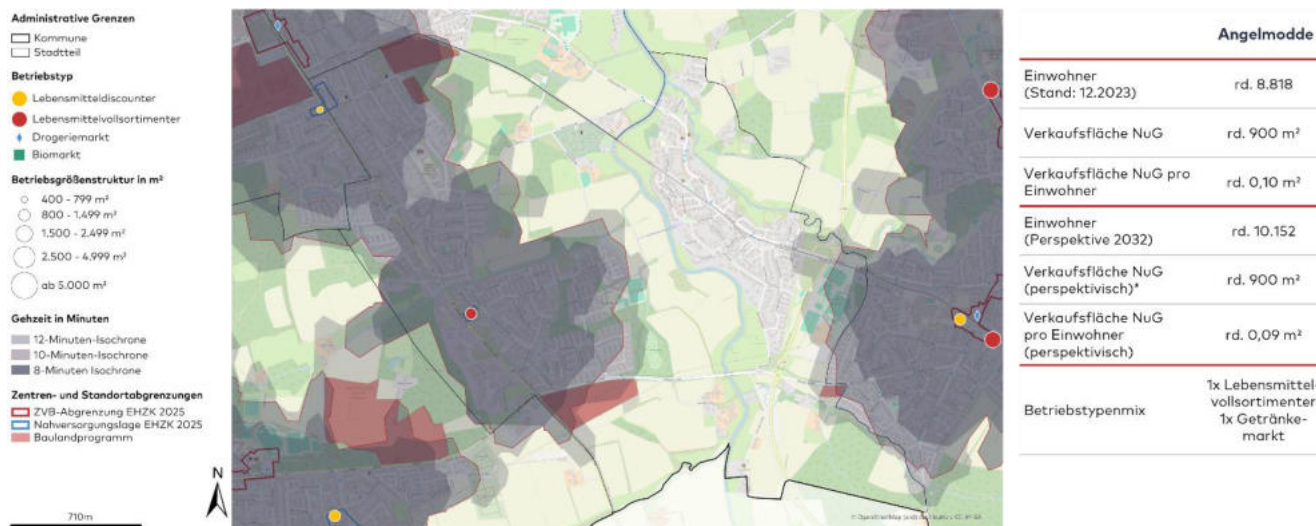 Administrative Grenzen
Kommune
Stadtteil
Betriebstyp
Lebensmitteldiscounter
Lebensmittelvollsortimenter
Drogeriemarkt
Biomarkt
Betriebsgrößenstruktur in m²
400 - 799 m²
800 - 1.499 m²
1.500 - 2.499 m²
2.500 - 4.999 m²
ab 5.000 m²
Gehzeit in Minuten
12-Minuten-Isochrone
10-Minuten-Isochrone
8-Minuten Isochrone
Zentren- und Standortabgrenzungen
ZVB-Abgrenzung EHZK 2025
Nahversorgungslage EHZK 2025
Baulandprogramm
710m
N
Angelmodde
Einwohner
(Stand: 12.2023)
rd. 8.818
Verkaufsfläche NuG
rd. 900 m²
Verkaufsfläche NuG pro
Einwohner
rd. 0,10 m²
Einwohner
(Perspektive 2032)
rd. 10.152
Verkaufsfläche NuG
(perspektivisch)*
rd. 900 m²
Verkaufsfläche NuG
pro Einwohner
(perspektivisch)
rd. 0,09 m²
Betriebstypenmix
1x Lebensmittel-
vollsortimenter
1x Getränke-
markt